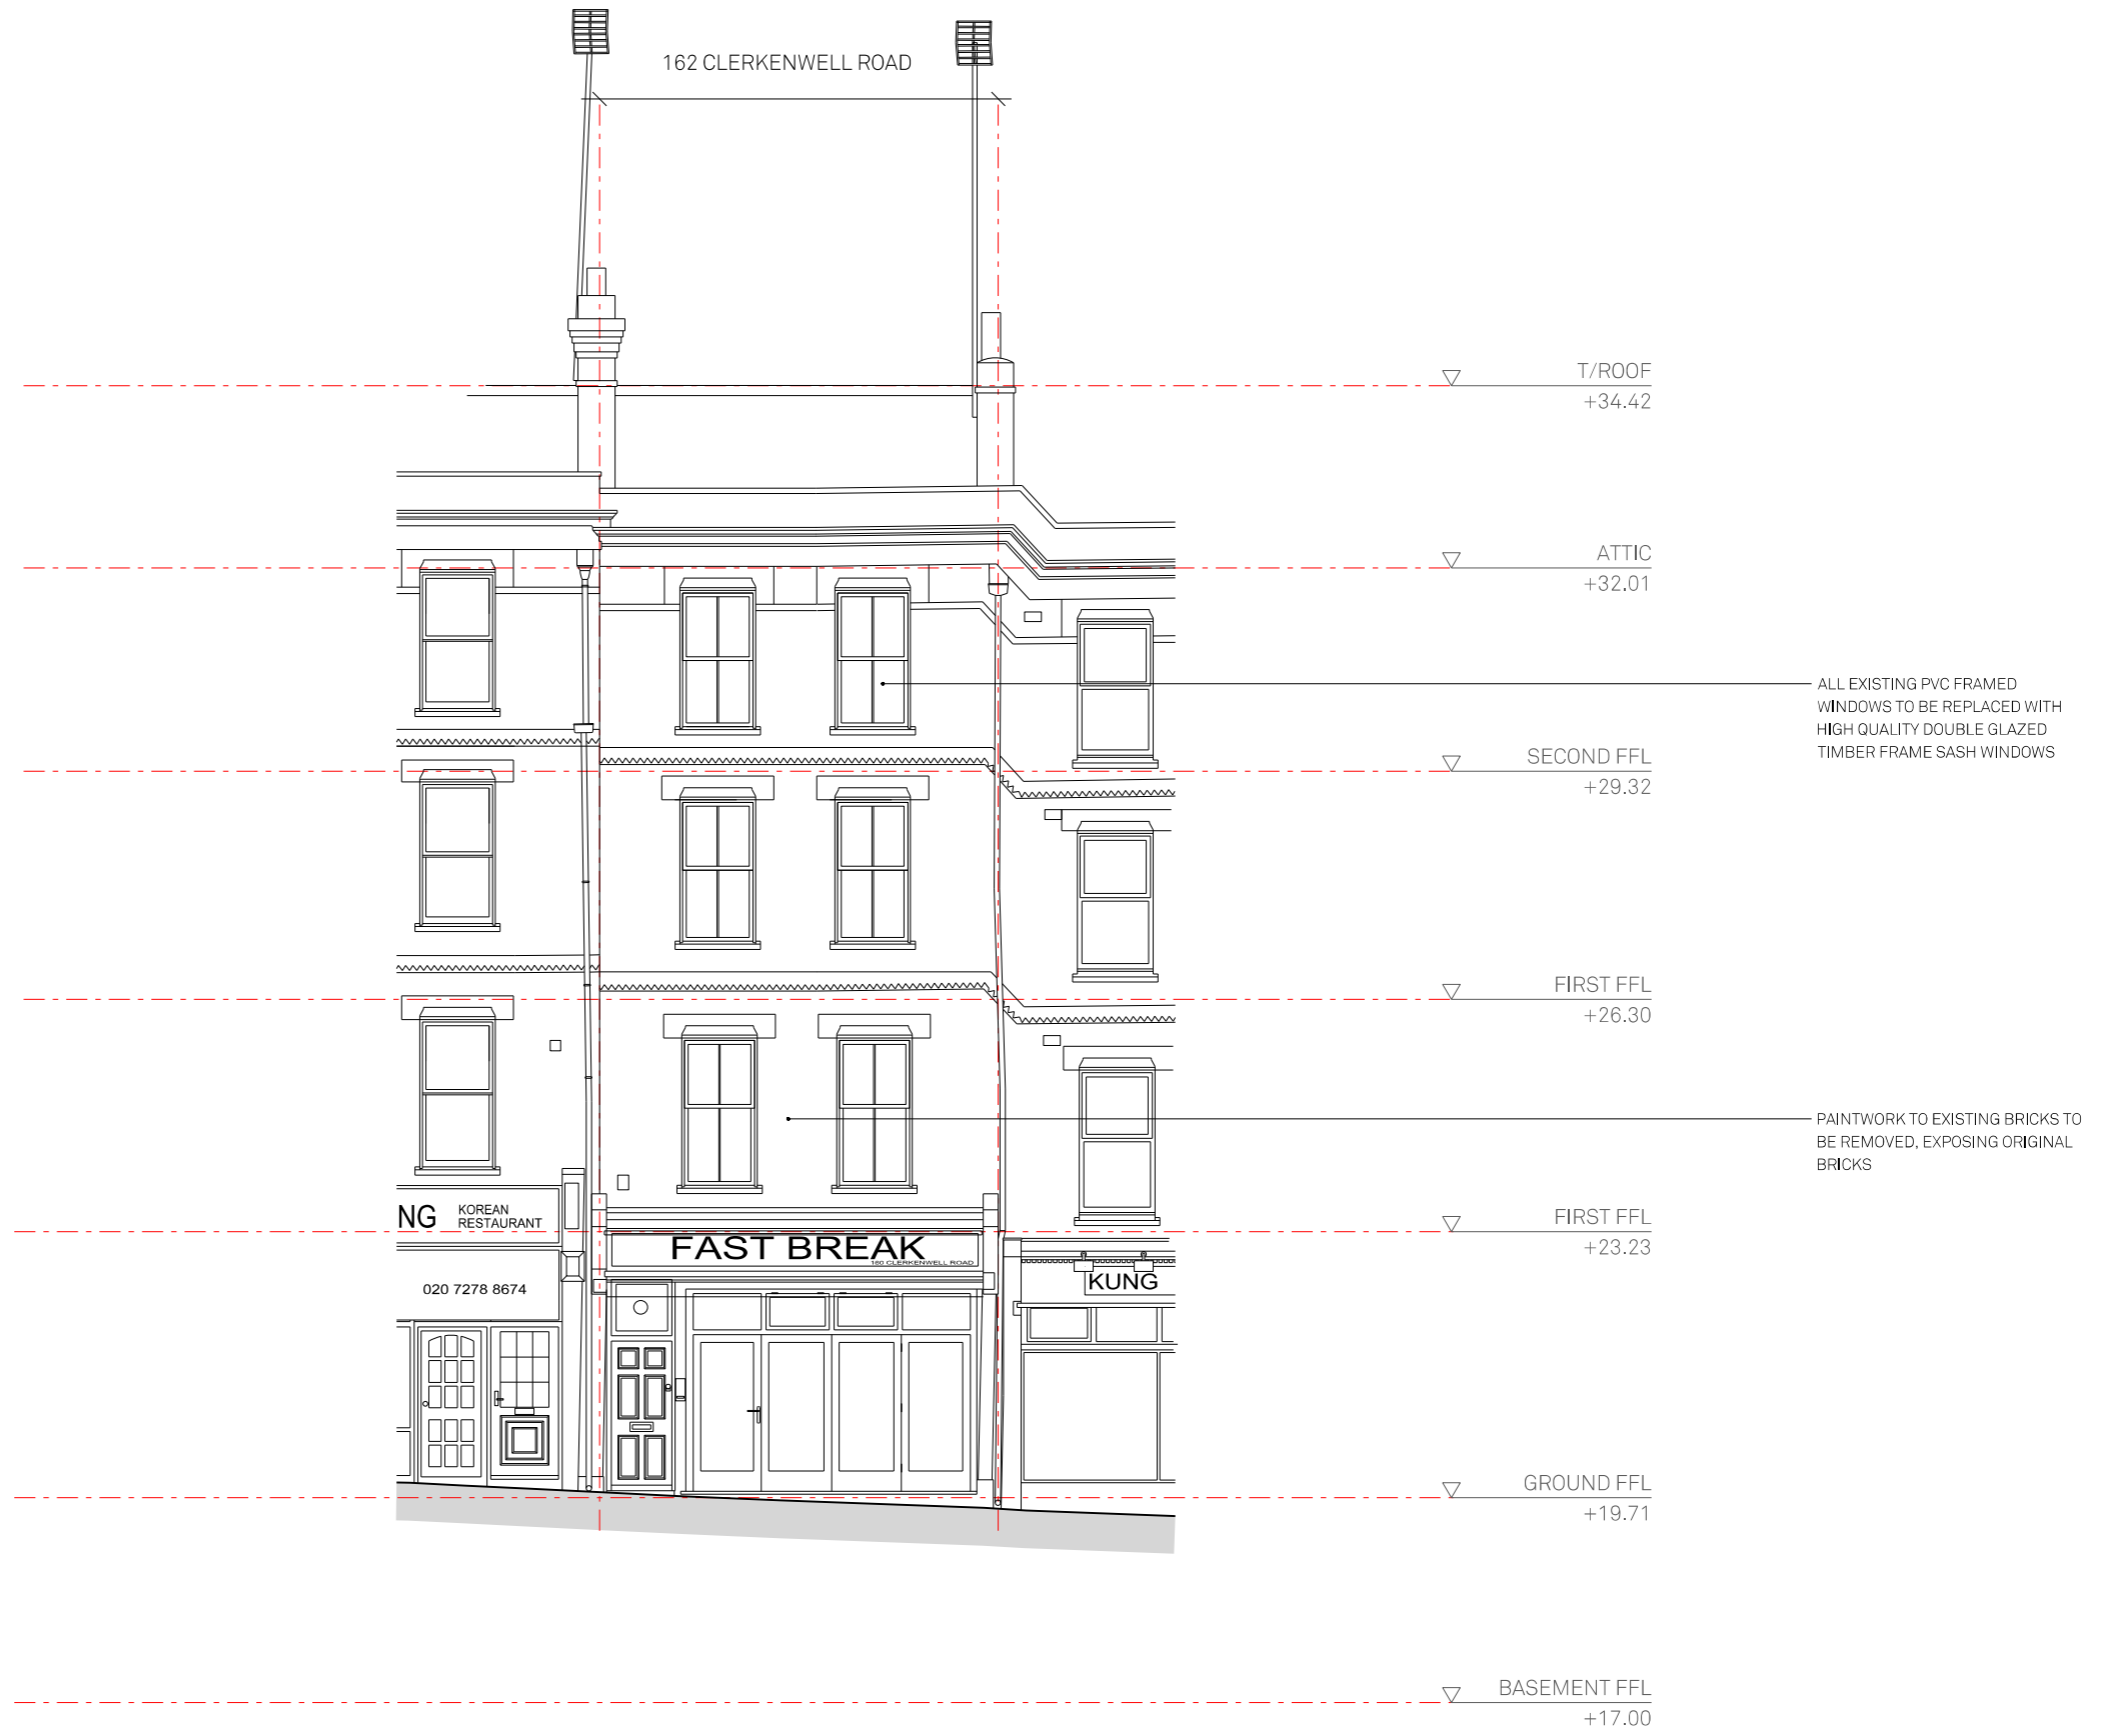 162 CLERKENWELL ROAD
T/ROOF
+34.42
ATTIC
+32.01
ALL EXISTING PVC FRAMED
WINDOWS TO BE REPLACED WITH
HIGH QUALITY DOUBLE GLAZED
TIMBER FRAME SASH WINDOWS
SECOND FFL
+29.32
FIRST FFL
+26.30
PAINTWORK TO EXISTING BRICKS TO
BE REMOVED, EXPOSING ORIGINAL
BRICKS
NG KOREAN
RESTAURANT
FIRST FFL
+23.23
FAST BREAK
160 CLERKENWELL ROAD
020 7278 8674
KUNG
GROUND FFL
+19.71
BASEMENT FFL
+17.00